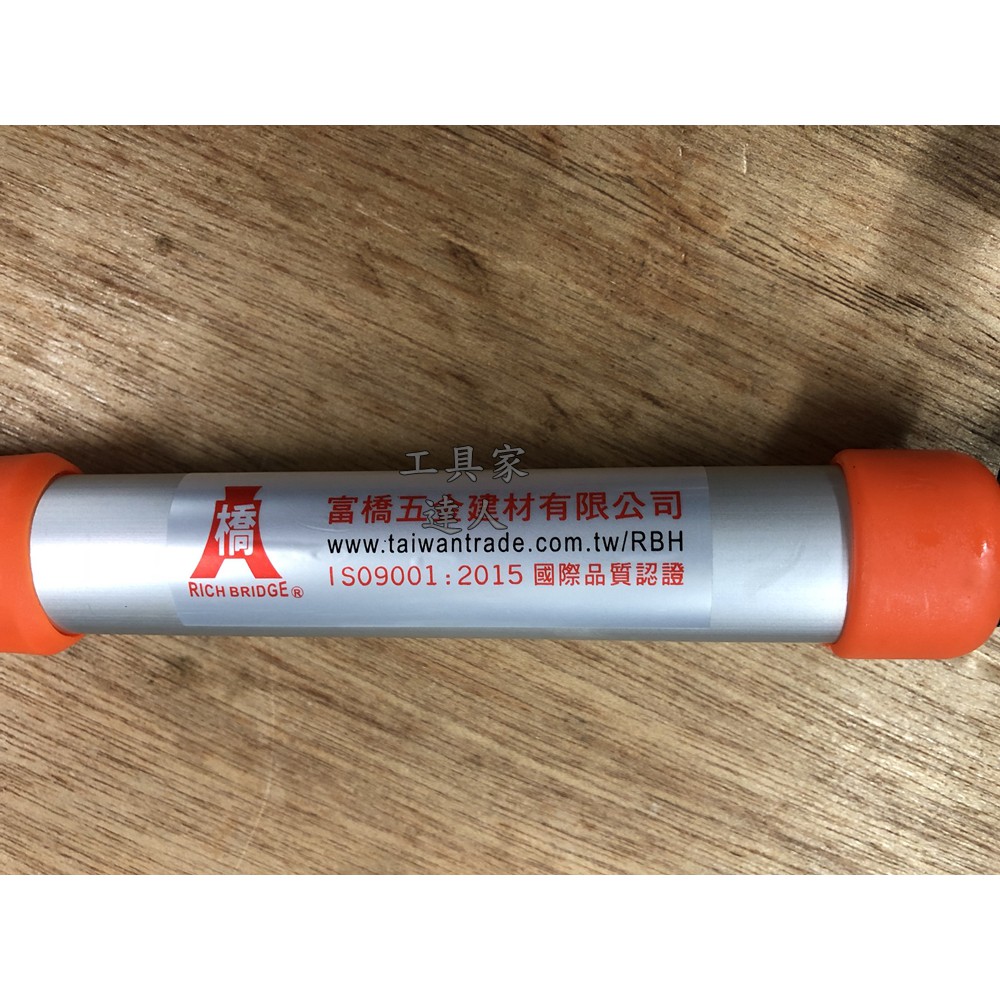 工具家
達人
橋
RICH BRIDGE®
富橋五金建材有限公司
www.taiwantrade.com.tw/RBH
ISO9001:2015 國際品質認證